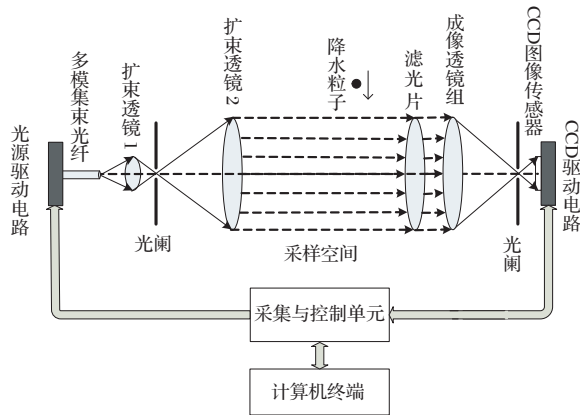 光源驱动电路
多模集束光纤
扩束透镜1
光阑
扩束透镜2
降水粒子
采样空间
滤光片
成像透镜组
光阑
CCD图像传感器
CCD驱动电路
采集与控制单元
计算机终端